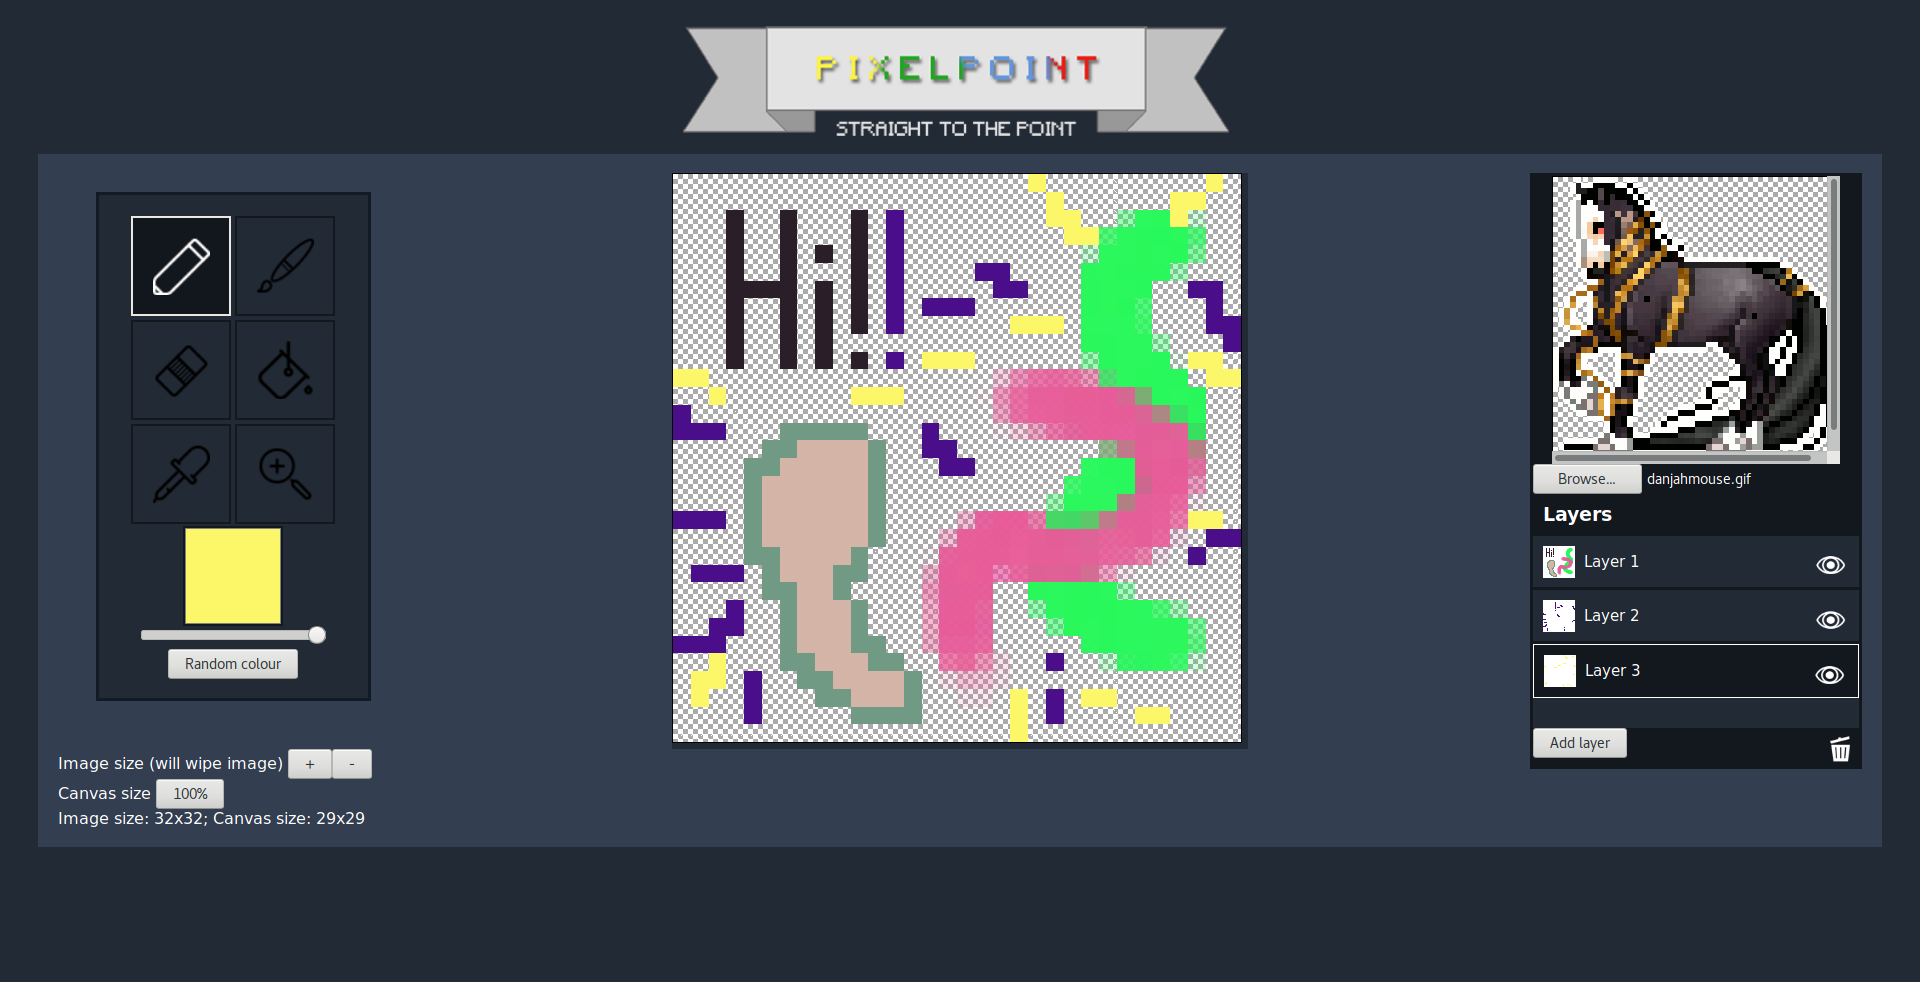 PIXELPOINT
STRAIGHT TO THE POINT
Hi!!
Browse... danjahmouse.gif
Layers
Hi! Layer 1
Layer 2
Layer 3
Add layer
Random colour
Image size (will wipe image) + -
Canvas size 100%
Image size: 32x32; Canvas size: 29x29